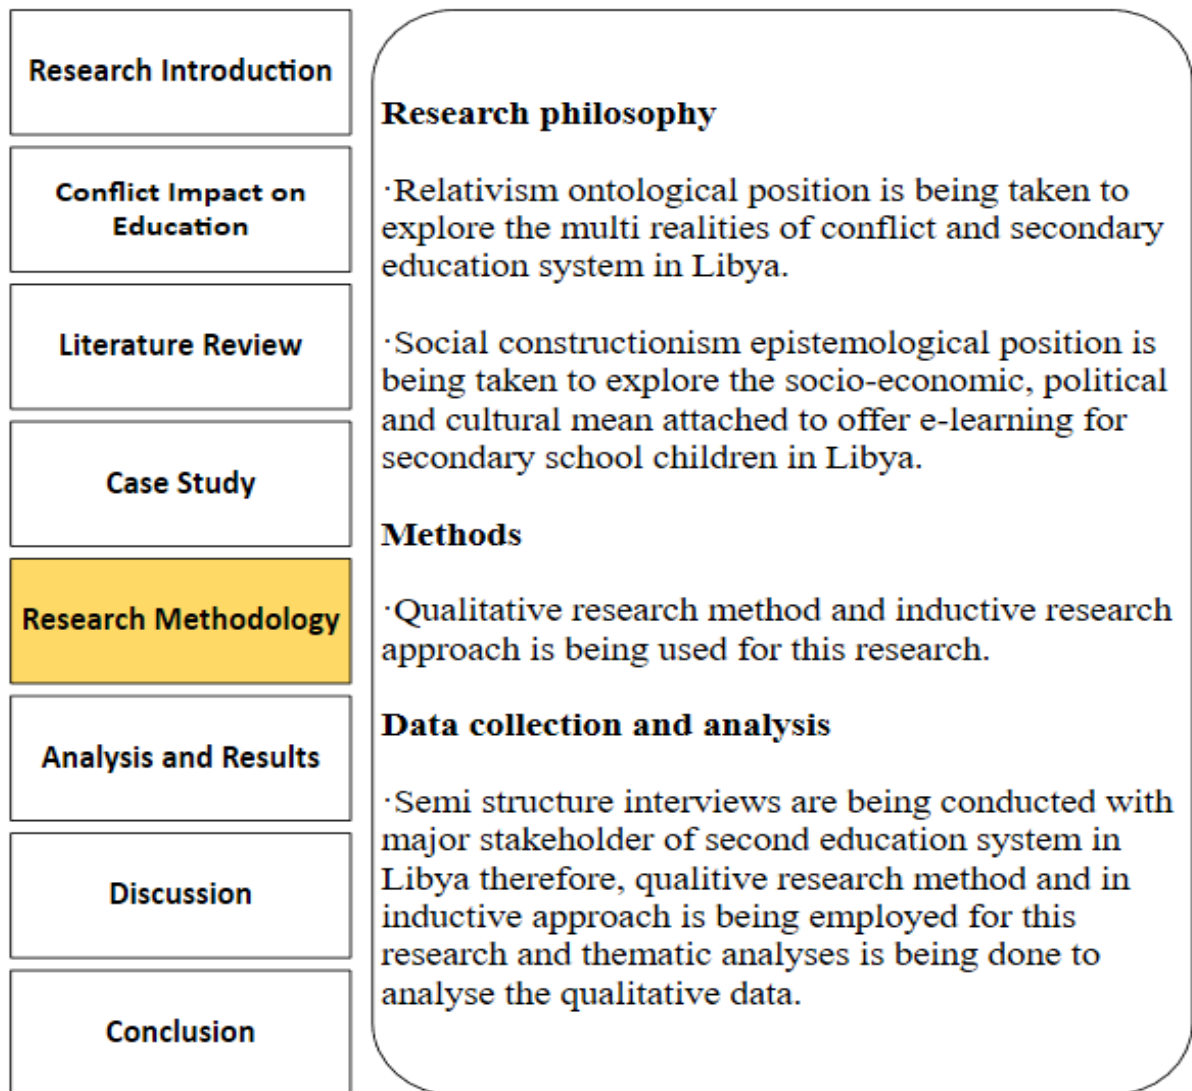 Research Introduction
Conflict Impact on
Education
Literature Review
Case Study
Research Methodology
Analysis and Results
Discussion
Conclusion
Research philosophy
·Relativism ontological position is being taken to
explore the multi realities of conflict and secondary
education system in Libya.
·Social constructionism epistemological position is
being taken to explore the socio-economic, political
and cultural mean attached to offer e-learning for
secondary school children in Libya.
Methods
·Qualitative research method and inductive research
approach is being used for this research.
Data collection and analysis
·Semi structure interviews are being conducted with
major stakeholder of second education system in
Libya therefore, qualitive research method and in
inductive approach is being employed for this
research and thematic analyses is being done to
analyse the qualitative data.